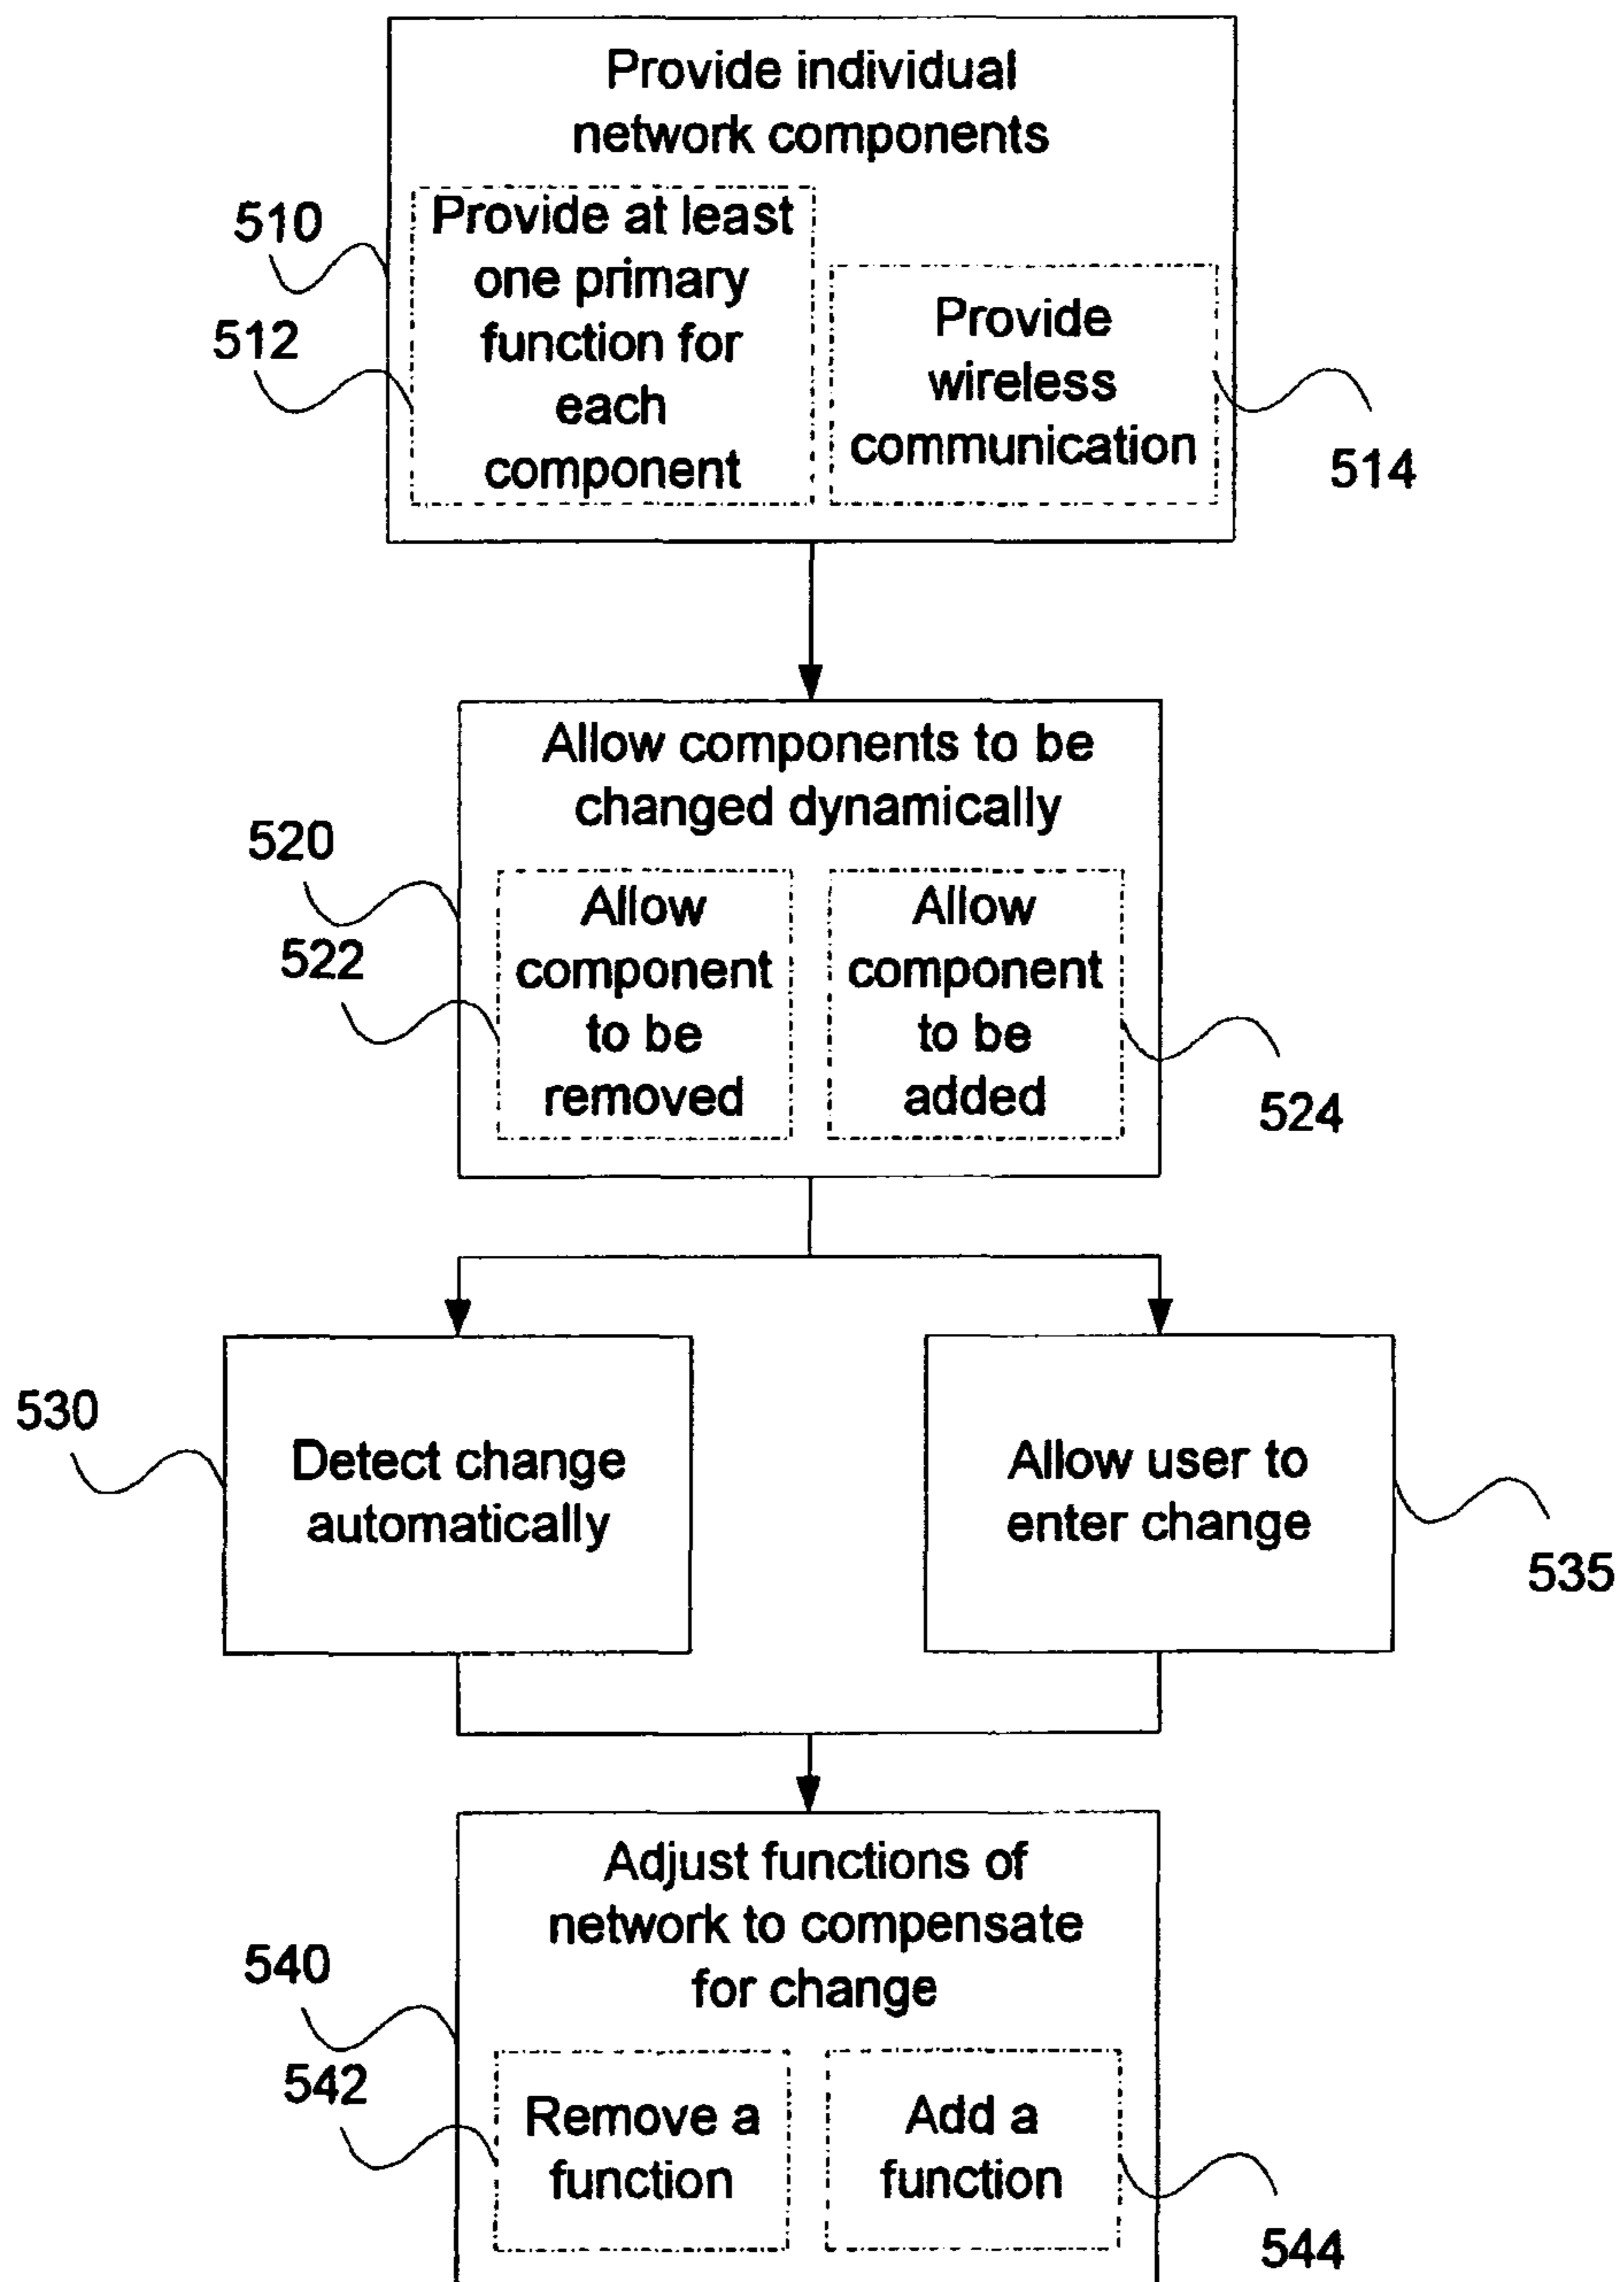 Provide individual
network components
510
512
Provide at least
one primary
function for
each
component
Provide
wireless
communication
514
Allow components to be
changed dynamically
520
522
Allow
component
to be
removed
Allow
component
to be
added
524
530
Detect change
automatically
Allow user to
enter change
535
Adjust functions of
network to compensate
for change
540
542
Remove a
function
Add a
function
544